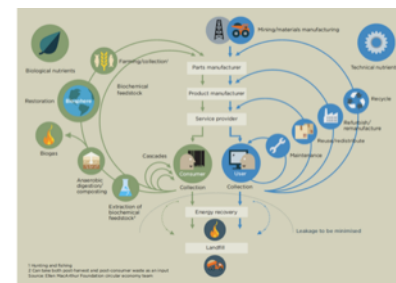 Mining/materials manufacturing
Biological nutrients
Farming/collection¹
Parts manufacturer
Technical nutrients
Biochemical
feedstock
Restoration
Biosphere
Product manufacturer
Recycle
Service provider
Refurbish/
remanufacture
Reuse/redistribute
Biogas
Cascades
Maintenance
Consumer
User
Anaerobic
digestion/
composting
Collection
Collection
Extraction of
biochemical
feedstock²
Energy recovery
Leakage to be minimised
Landfill
1 Hunting and fishing
2 Can take both post-harvest and post-consumer waste as an input
Source: Ellen MacArthur Foundation circular economy team